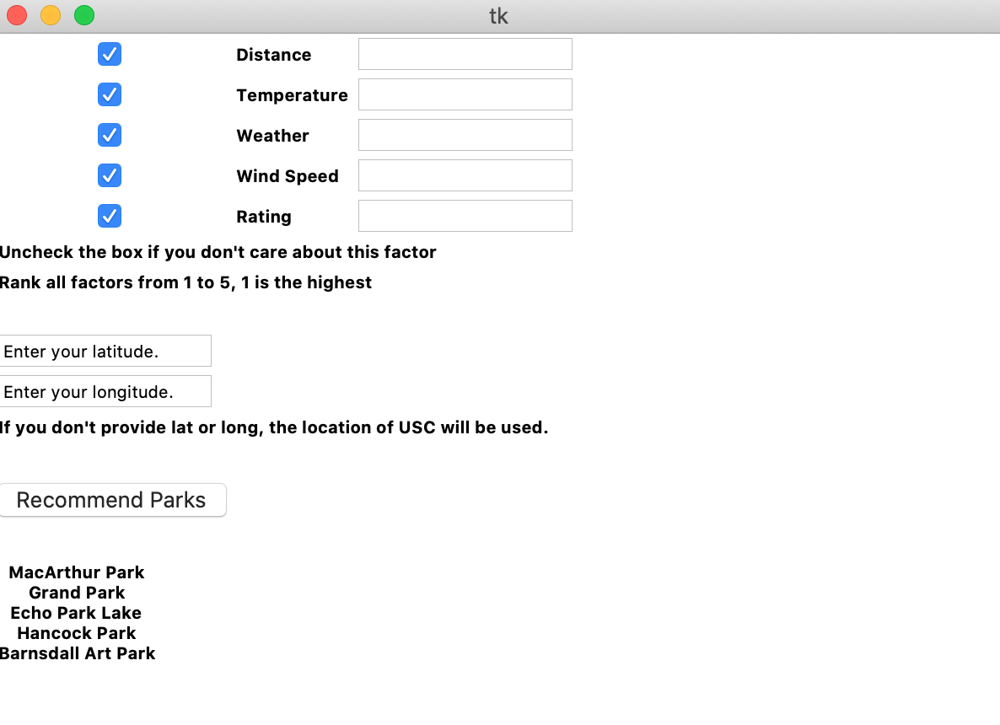 tk
Distance
Temperature
Weather
Wind Speed
Rating
Uncheck the box if you don't care about this factor
Rank all factors from 1 to 5, 1 is the highest
Enter your latitude.
Enter your longitude.
If you don't provide lat or long, the location of USC will be used.
Recommend Parks
MacArthur Park
Grand Park
Echo Park Lake
Hancock Park
Barnsdall Art Park